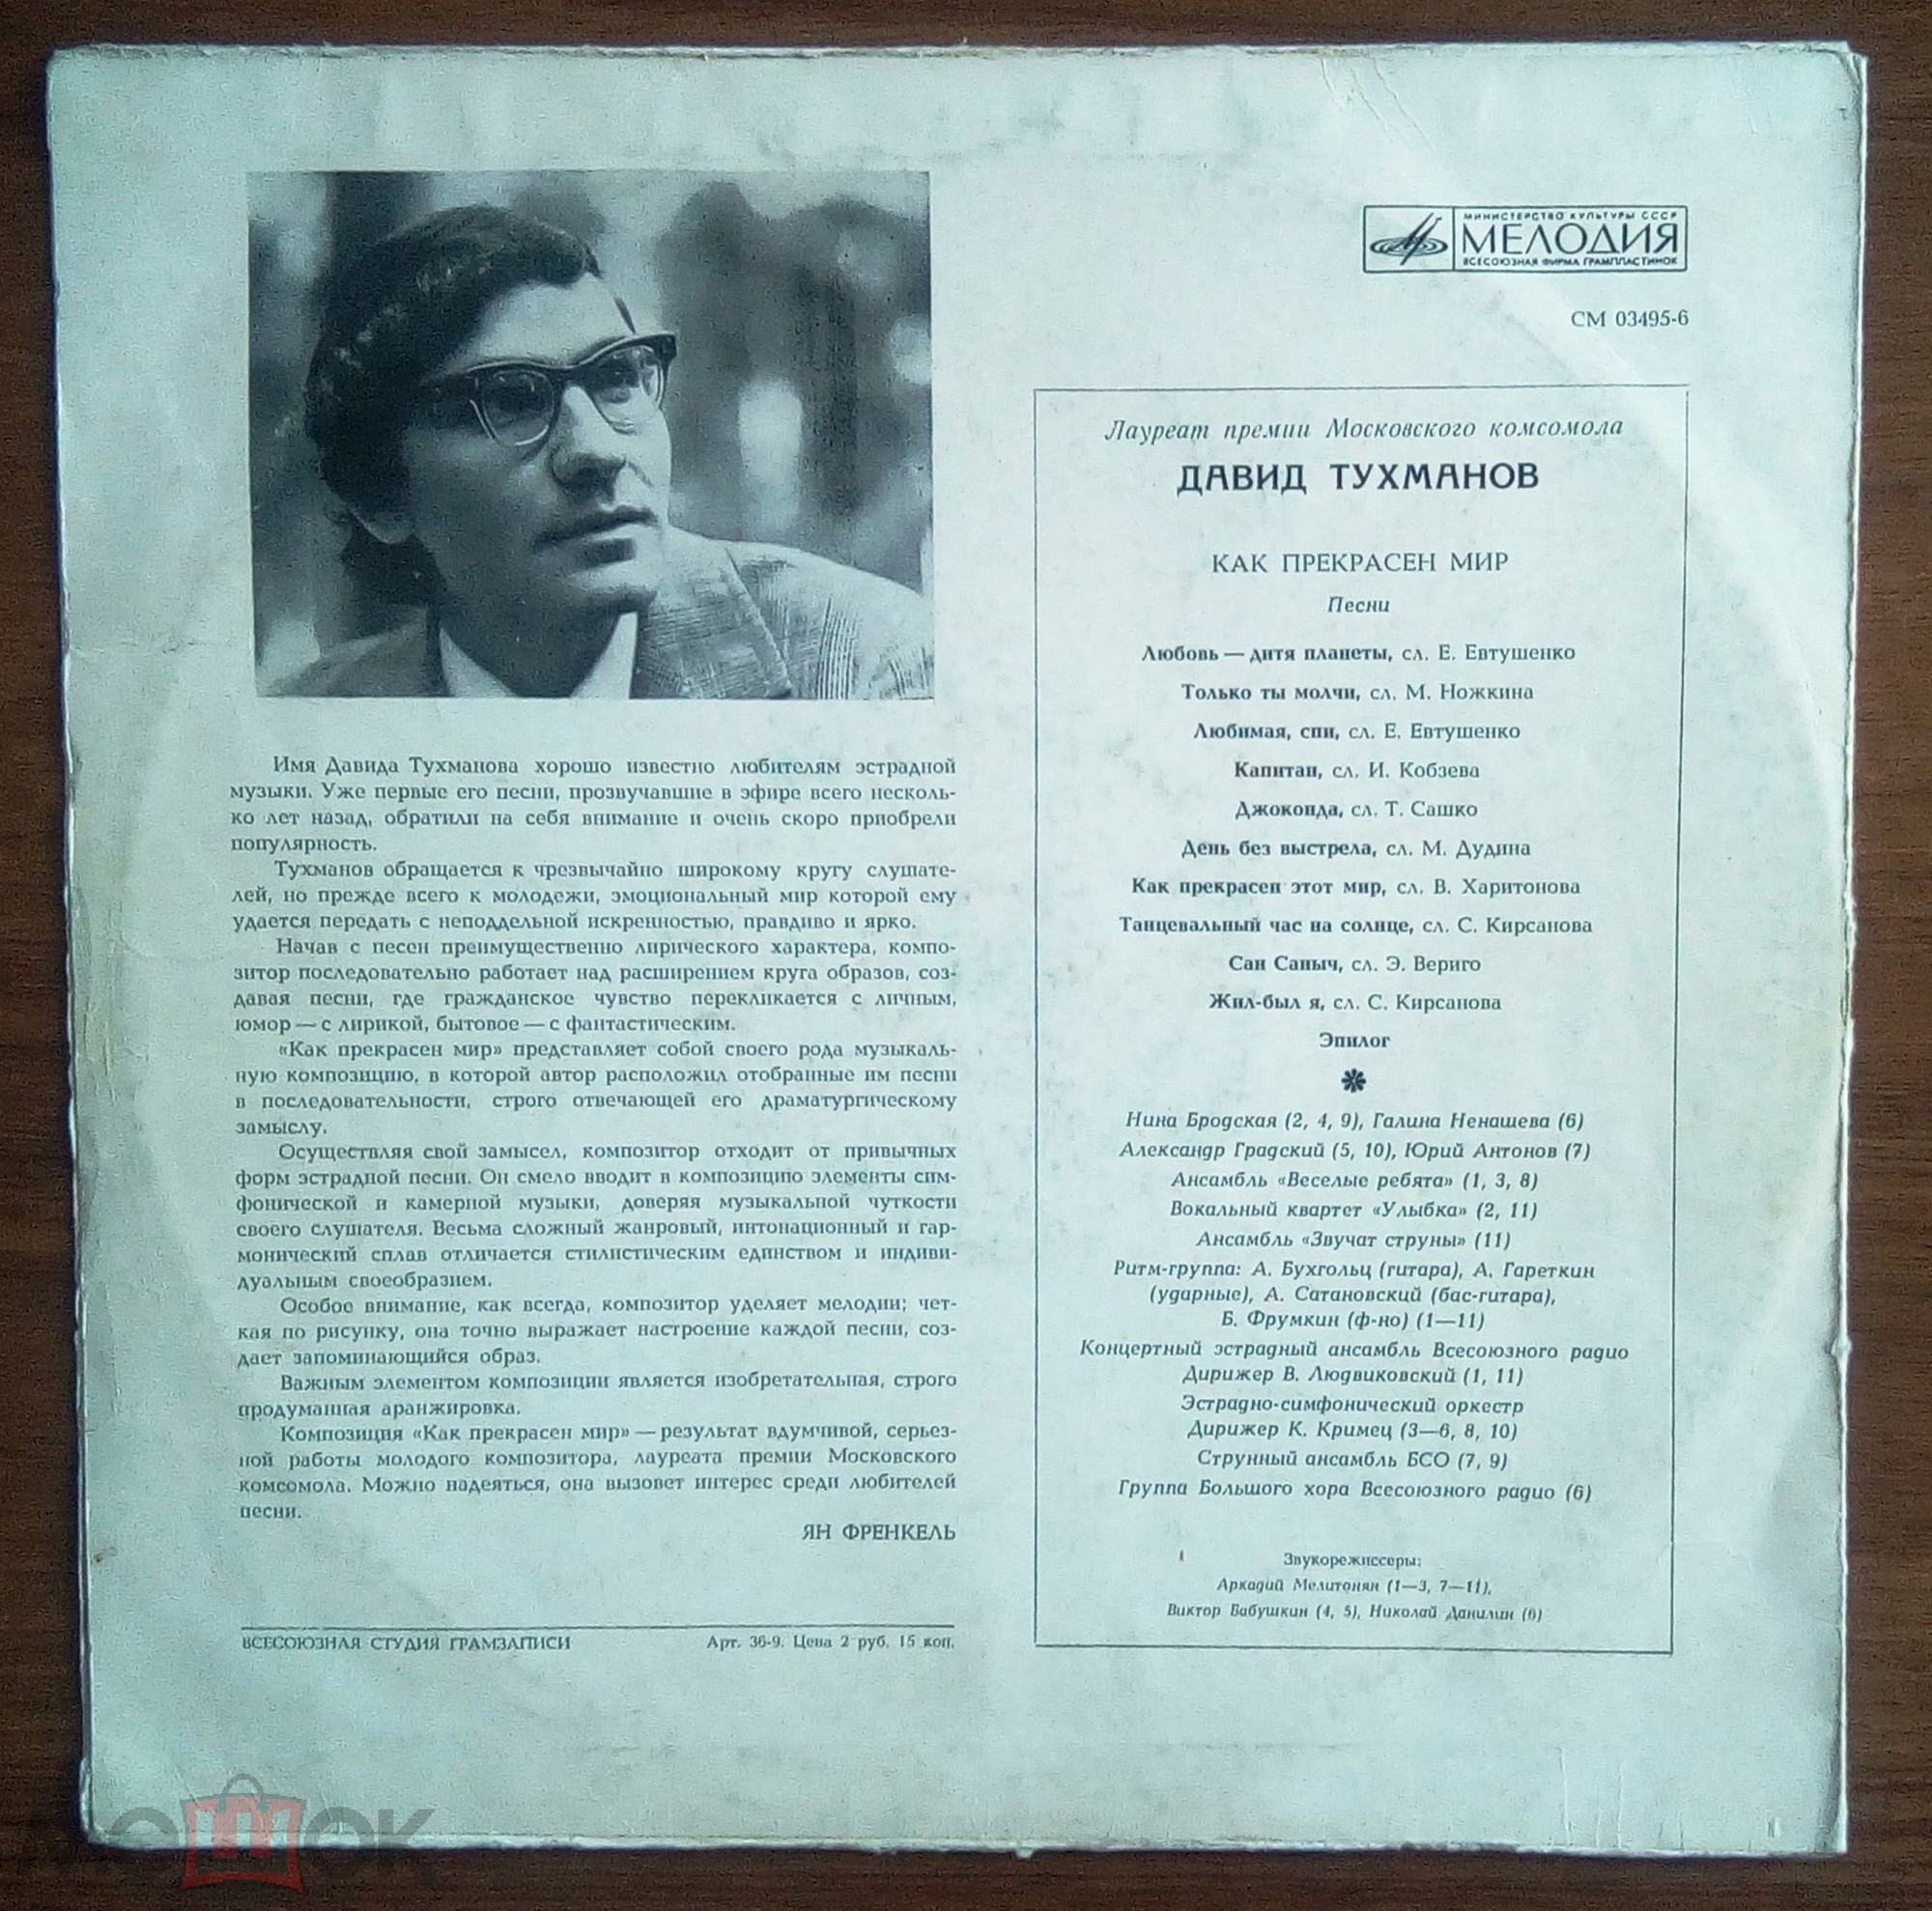 МИНИСТЕРСТВО КУЛЬТУРЫ СССР
МЕЛОДИЯ
ВСЕСОЮЗНАЯ ФИРМА ГРАМПЛАСТИНОК
СМ 03495-6
Имя Давида Тухманова хорошо известно любителям эстрадной
музыки. Уже первые его песни, прозвучавшие в эфире всего несколь-
ко лет назад, обратили на себя внимание и очень скоро приобрели
популярность.
Тухманов обращается к чрезвычайно широкому кругу слушате-
лей, но прежде всего к молодежи, эмоциональный мир которой ему
удается передать с неподдельной искренностью, правдиво и ярко.
Начав с песен преимущественно лирического характера, компо-
зитор последовательно работает над расширением круга образов, соз-
давая песни, где гражданское чувство перекликается с личным,
юмор — с лирикой, бытовое — с фантастическим.
«Как прекрасен мир» представляет собой своего рода музыкаль-
ную композицию, в которой автор расположил отобранные им песни
в последовательности, строго отвечающей его драматургическому
замыслу.
Осуществляя свой замысел, композитор отходит от привычных
форм эстрадной песни. Он смело вводит в композицию элементы сим-
фонической и камерной музыки, доверяя музыкальной чуткости
своего слушателя. Весьма сложный жанровый, интонационный и гар-
монический сплав отличается стилистическим единством и индиви-
дуальным своеобразием.
Особое внимание, как всегда, композитор уделяет мелодии; чет-
кая по рисунку, она точно выражает настроение каждой песни, соз-
дает запоминающийся образ.
Важным элементом композиции является изобретательная, строго
продуманная аранжировка.
Композиция «Как прекрасен мир» — результат вдумчивой, серьез-
ной работы молодого композитора, лауреата премии Московского
комсомола. Можно надеяться, она вызовет интерес среди любителей
песни.
ЯН ФРЕНКЕЛЬ
ВСЕСОЮЗНАЯ СТУДИЯ ГРАМЗАПИСИ Арт. 36-9. Цена 2 руб. 15 коп.
Лауреат премии Московского комсомола
ДАВИД ТУХМАНОВ
КАК ПРЕКРАСЕН МИР
Песни
Любовь — дитя планеты, сл. Е. Евтушенко
Только ты молчи, сл. М. Ножкина
Любимая, спи, сл. Е. Евтушенко
Капитан, сл. И. Кобзева
Джоконда, сл. Т. Сашко
День без выстрела, сл. М. Дудина
Как прекрасен этот мир, сл. В. Харитонова
Танцевальный час на солнце, сл. С. Кирсанова
Сан Саныч, сл. Э. Вериго
Жил-был я, сл. С. Кирсанова
Эпилог
Нина Бродская (2, 4, 9), Галина Ненашева (6)
Александр Градский (5, 10), Юрий Антонов (7)
Ансамбль «Веселые ребята» (1, 3, 8)
Вокальный квартет «Улыбка» (2, 11)
Ансамбль «Звучат струны» (11)
Ритм-группа: А. Бухгольц (гитара), А. Гареткин
(ударные), А. Сатановский (бас-гитара),
Б. Фрумкин (ф-но) (1—11)
Концертный эстрадный ансамбль Всесоюзного радио
Дирижер В. Людвиковский (1, 11)
Эстрадно-симфонический оркестр
Дирижер К. Кримец (3—6, 8, 10)
Струнный ансамбль БСО (7, 9)
Группа Большого хора Всесоюзного радио (6)
Звукорежиссеры:
Аркадий Мелитонян (1—3, 7—11),
Виктор Бабушкин (4, 5), Николай Данилин (6)